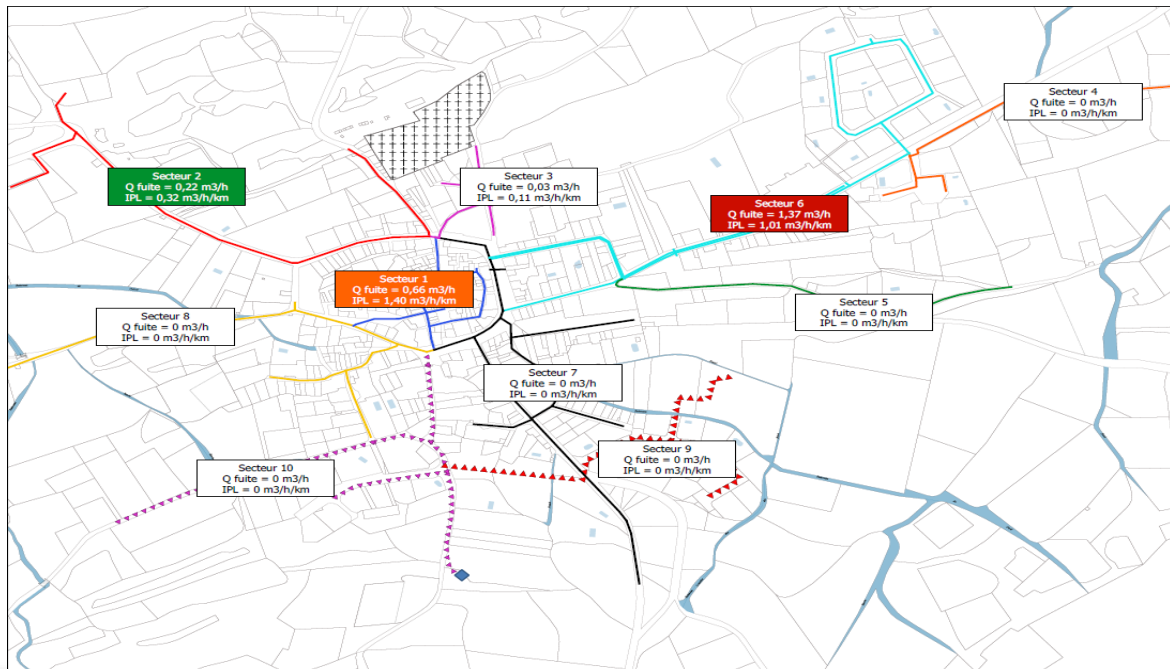 Secteur 4
Q fuite = 0 m3/h
IPL = 0 m3/h/km
Secteur 2
Q fuite = 0,22 m3/h
IPL = 0,32 m3/h/km
Secteur 3
Q fuite = 0,03 m3/h
IPL = 0,11 m3/h/km
Secteur 6
Q fuite = 1,37 m3/h
IPL = 1,01 m3/h/km
Secteur 1
Q fuite = 0,66 m3/h
IPL = 1,40 m3/h/km
Secteur 5
Q fuite = 0 m3/h
IPL = 0 m3/h/km
Secteur 8
Q fuite = 0 m3/h
IPL = 0 m3/h/km
Secteur 7
Q fuite = 0 m3/h
IPL = 0 m3/h/km
Secteur 9
Q fuite = 0 m3/h
IPL = 0 m3/h/km
Secteur 10
Q fuite = 0 m3/h
IPL = 0 m3/h/km